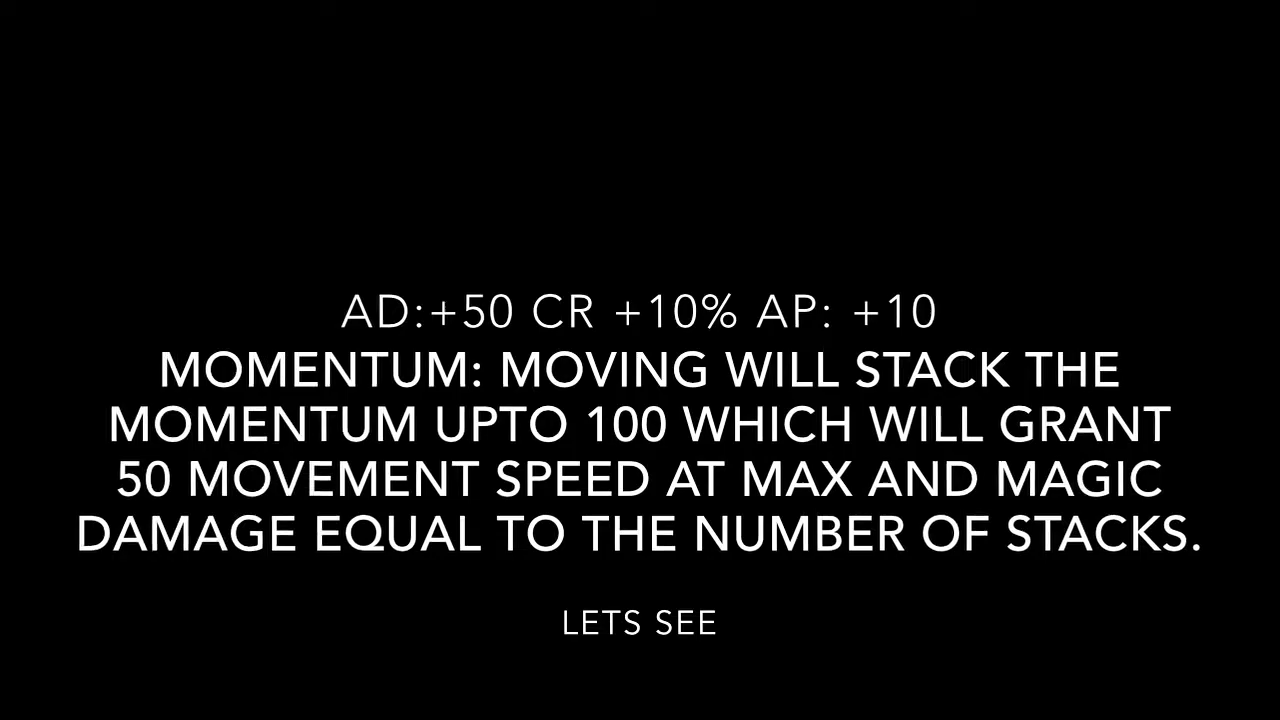 AD:+50 CR +10% AP: +10
MOMENTUM: MOVING WILL STACK THE
MOMENTUM UPTO 100 WHICH WILL GRANT
50 MOVEMENT SPEED AT MAX AND MAGIC
DAMAGE EQUAL TO THE NUMBER OF STACKS.
LETS SEE